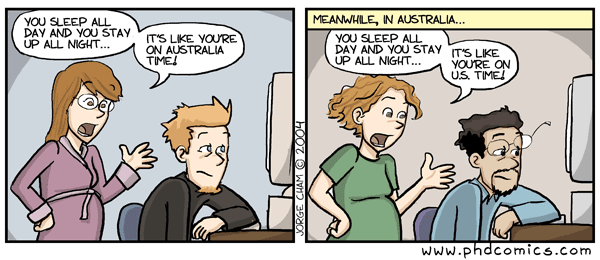 YOU SLEEP ALL
DAY AND YOU STAY
UP ALL NIGHT...
IT'S LIKE YOU'RE
ON AUSTRALIA
TIME!
JORGE CHAM © 2004
MEANWHILE, IN AUSTRALIA...
YOU SLEEP ALL
DAY AND YOU STAY
UP ALL NIGHT...
IT'S LIKE
YOU'RE ON
U.S. TIME!
www.phdcomics.com